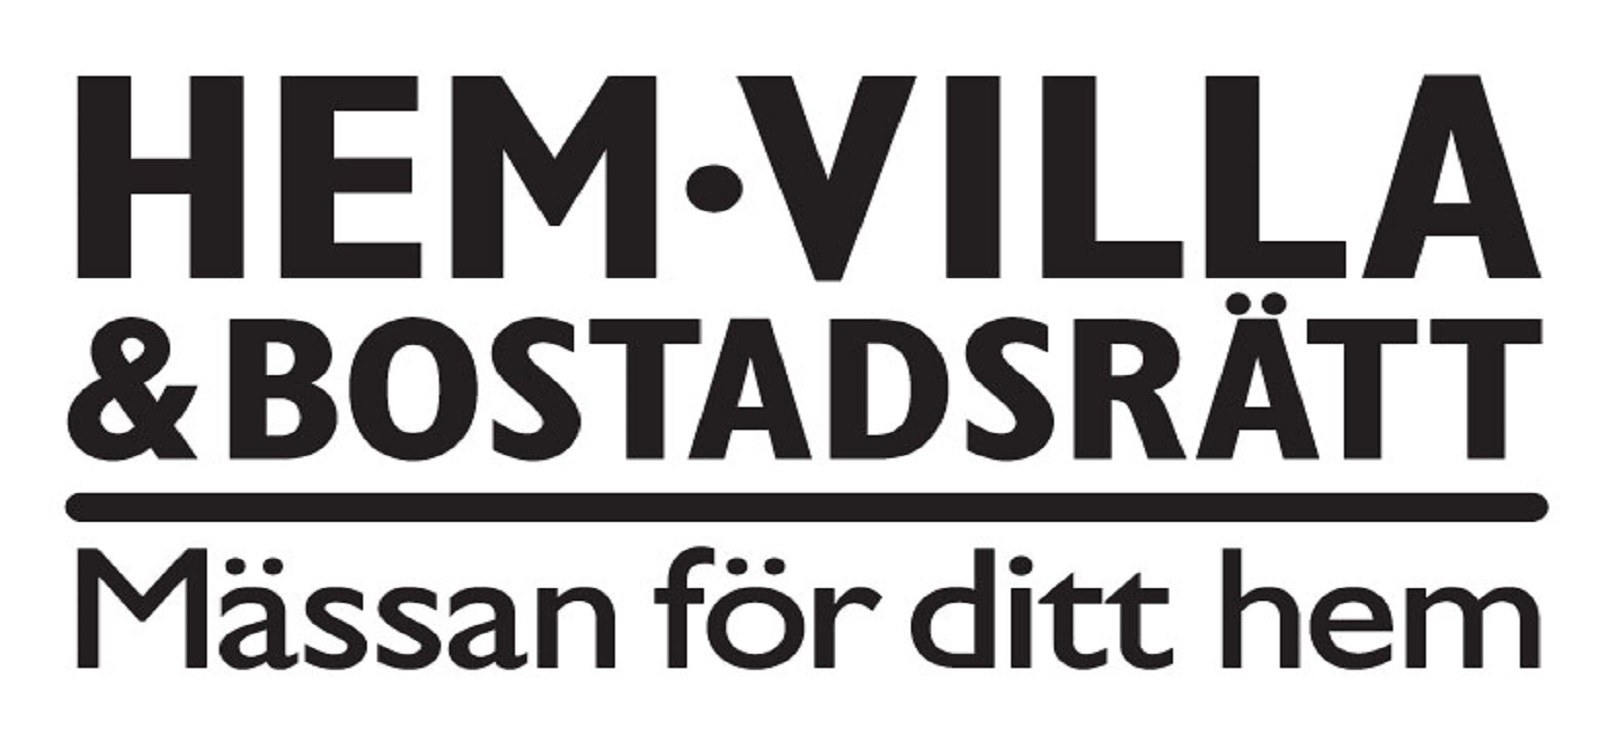 HEM·VILLA
& BOSTADSRÄTT
Mässan för ditt hem